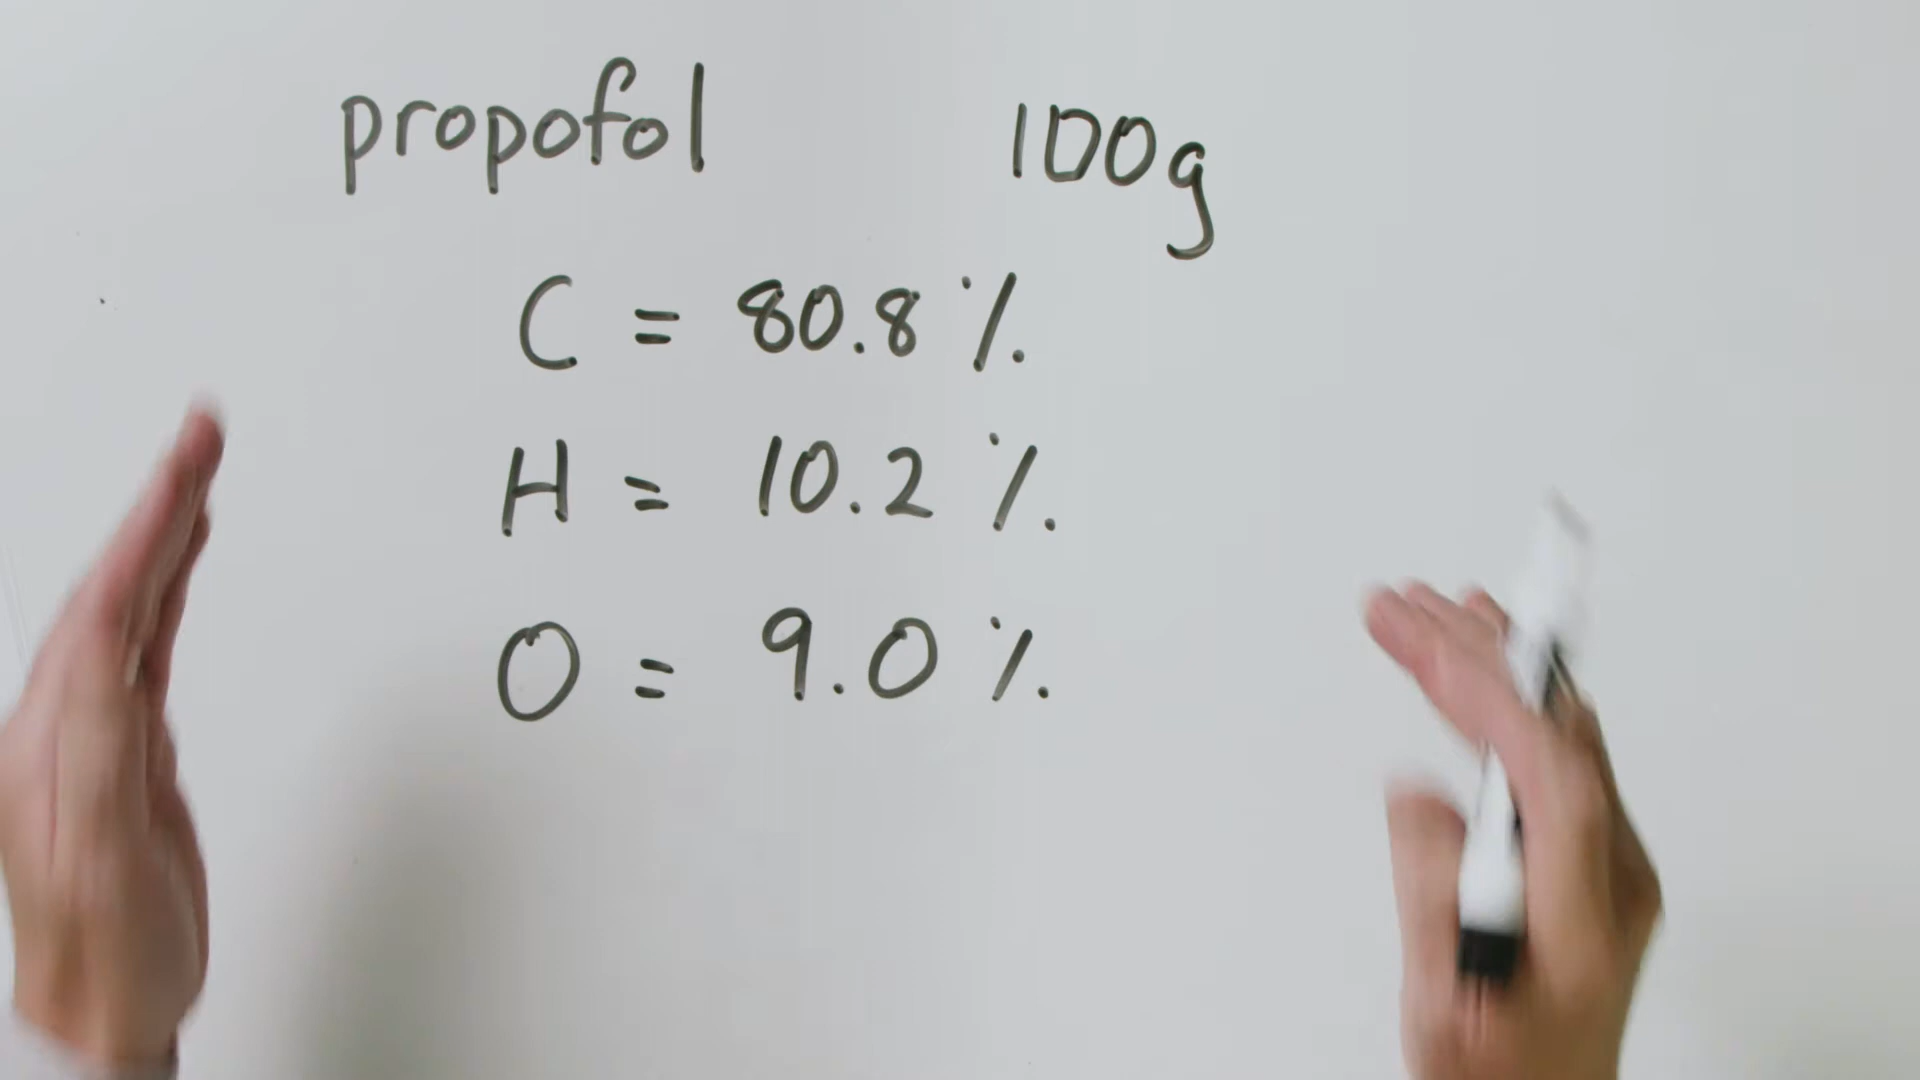 propofol 100g
C = 80.8 %
H = 10.2 %
O = 9.0 %